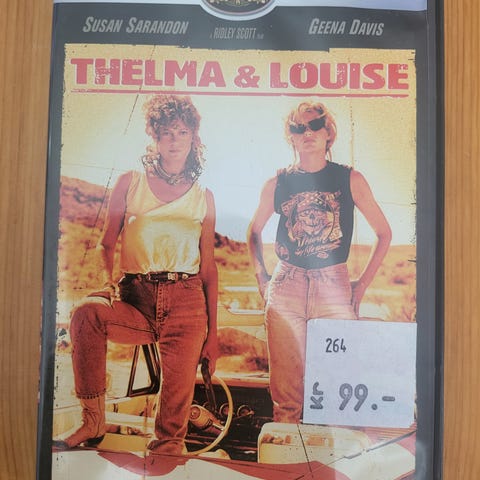 SUSAN SARANDON
A RIDLEY SCOTT FILM
GEENA DAVIS
THELMA & LOUISE
264
KR 99.-